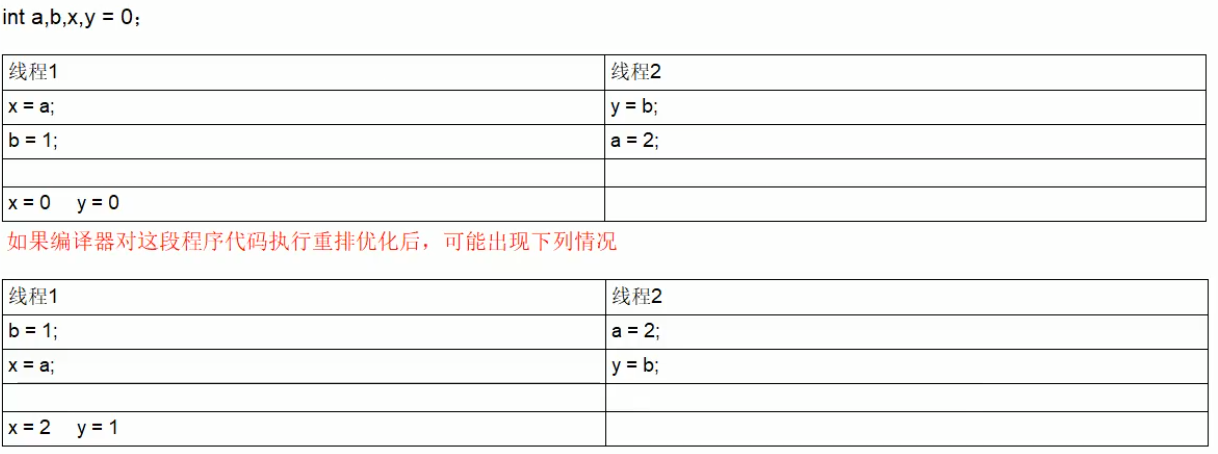 int a,b,x,y = 0；
线程1 线程2
x = a; y = b;
b = 1; a = 2;
x = 0 y = 0
如果编译器对这段程序代码执行重排优化后，可能出现下列情况
线程1 线程2
b = 1; a = 2;
x = a; y = b;
x = 2 y = 1